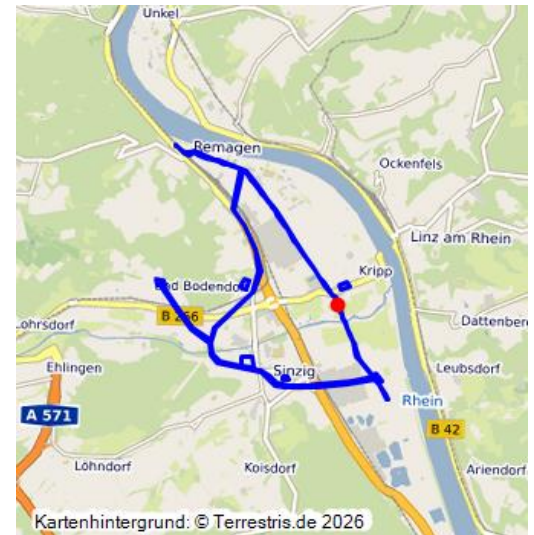 Unkel
Remagen
Ockenfels
Linz am Rhein
Kripp
Bad Bodendorf
B 266
Lohrsdorf
Dattenberg
Ehlingen
Sinzig
Leubsdorf
Rhein
A 571
B 42
Löhndorf
Koisdorf
Ariendorf
Kartenhintergrund: © Terrestris.de 2026